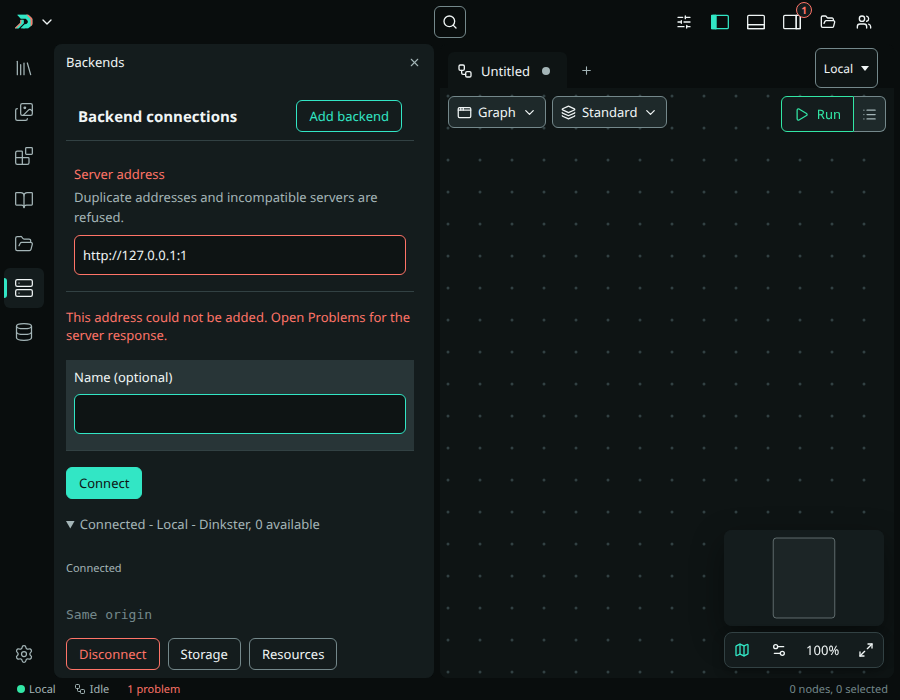 1
Backends
Untitled
Local
Backend connections
Add backend
Graph
Standard
Run
Server address
Duplicate addresses and incompatible servers are
refused.
http://127.0.0.1:1
This address could not be added. Open Problems for the
server response.
Name (optional)
Connect
Connected - Local - Dinkster, 0 available
Connected
Same origin
Disconnect
Storage
Resources
100%
Local
Idle
1 problem
0 nodes, 0 selected